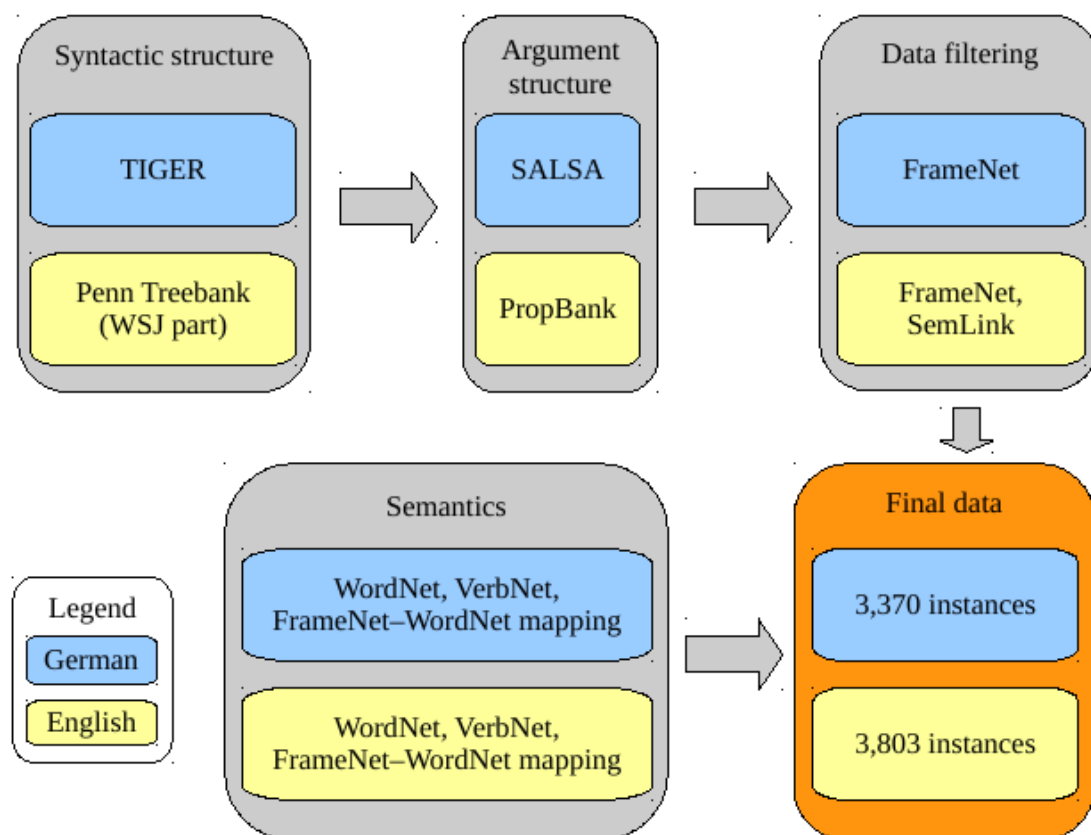 Syntactic structure
TIGER
Penn Treebank
(WSJ part)
Argument
structure
SALSA
PropBank
Data filtering
FrameNet
FrameNet,
SemLink
Semantics
WordNet, VerbNet,
FrameNet–WordNet mapping
WordNet, VerbNet,
FrameNet–WordNet mapping
Final data
3,370 instances
3,803 instances
Legend
German
English